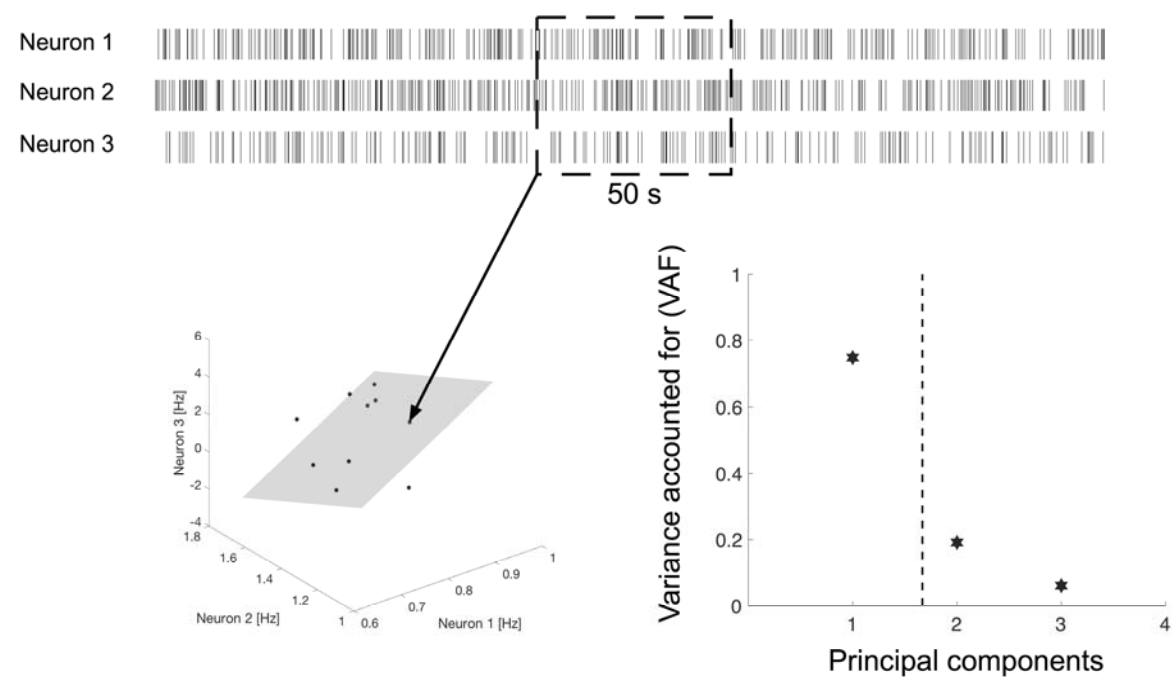 Neuron 1
Neuron 2
Neuron 3
50 s
6
4
2
0
-2
-4
Neuron 3 [Hz]
1.8
1.6
1.4
1.2
1
Neuron 2 [Hz]
0.6
0.7
0.8
0.9
1
Neuron 1 [Hz]
Variance accounted for (VAF)
1
0.8
0.6
0.4
0.2
0
1
2
3
4
Principal components